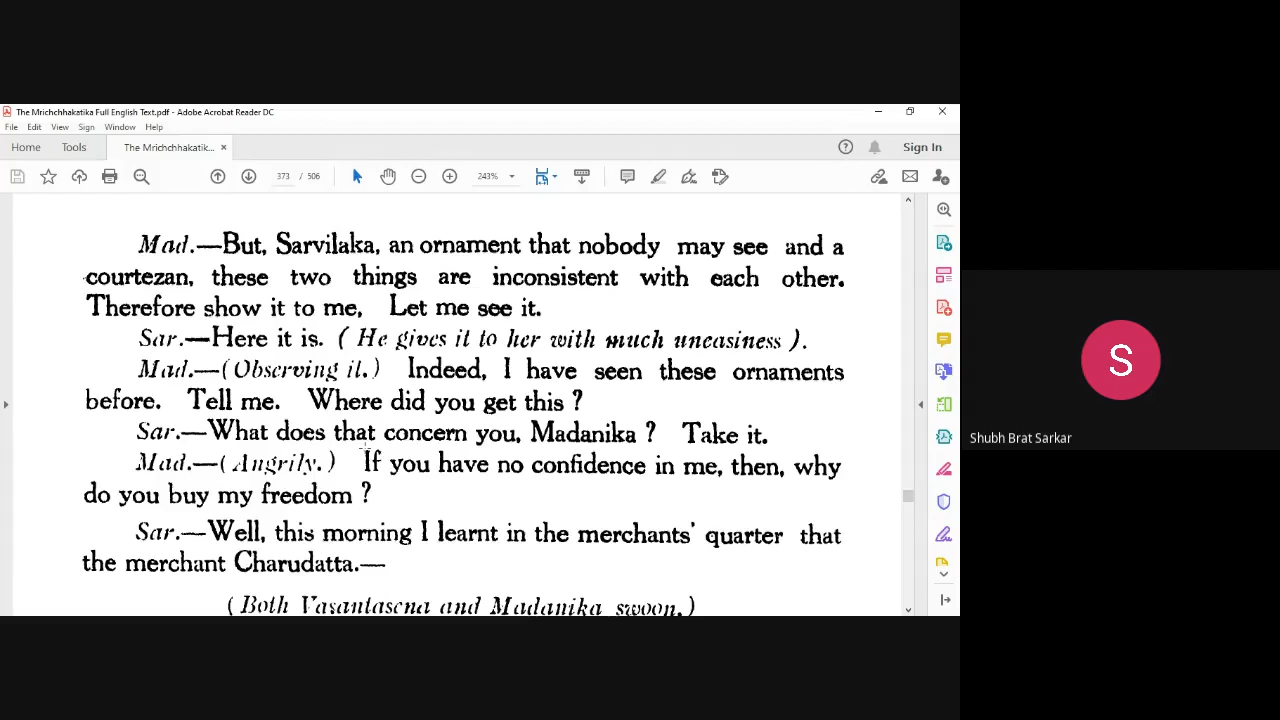 The Mrichchhakatika Full English Text.pdf - Adobe Acrobat Reader DC
File Edit View Sign Window Help
Home Tools The Mrichchhakatik... × Sign In
373 / 506 243%
Mad.—But, Sarvilaka, an ornament that nobody may see and a
courtezan, these two things are inconsistent with each other.
Therefore show it to me, Let me see it.
Sar.—Here it is. ( He gives it to her with much uneasiness ).
Mad.—(Observing it.) Indeed, I have seen these ornaments
before. Tell me. Where did you get this ?
Sar.—What does that concern you, Madanika ? Take it.
Mad.—( Angrily. ) If you have no confidence in me, then, why
do you buy my freedom ?
Sar.—Well, this morning I learnt in the merchants' quarter that
the merchant Charudatta.—
( Both Vasantasena and Madanika swoon. )
S
Shubh Brat Sarkar